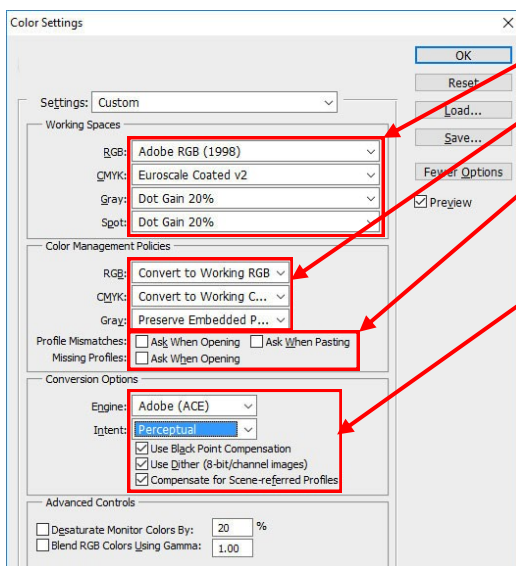 Color Settings
OK
Reset
Settings: Custom
Load...
Working Spaces
Save...
RGB: Adobe RGB (1998)
CMYK: Euroscale Coated v2
Fewer Options
Gray: Dot Gain 20%
Preview
Spot: Dot Gain 20%
Color Management Policies
RGB: Convert to Working RGB
CMYK: Convert to Working C...
Gray: Preserve Embedded P...
Profile Mismatches: Ask When Opening Ask When Pasting
Missing Profiles: Ask When Opening
Conversion Options
Engine: Adobe (ACE)
Intent: Perceptual
Use Black Point Compensation
Use Dither (8-bit/channel images)
Compensate for Scene-referred Profiles
Advanced Controls
Desaturate Monitor Colors By: 20 %
Blend RGB Colors Using Gamma: 1.00